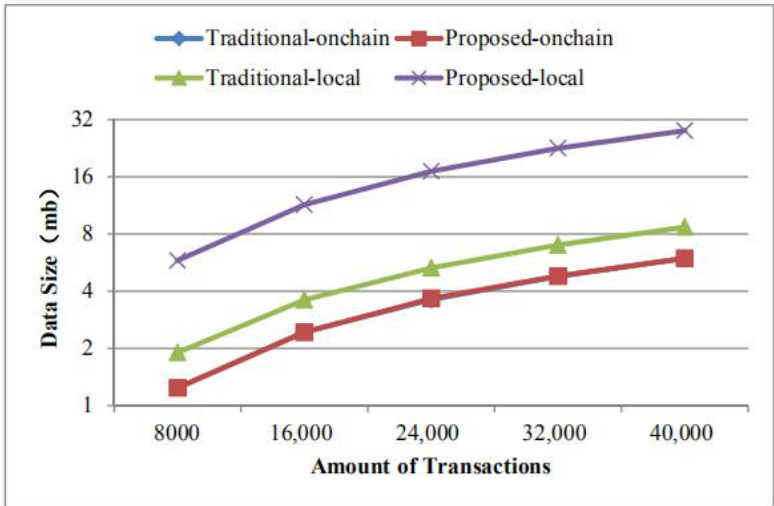 Traditional-onchain Proposed-onchain
Traditional-local Proposed-local
32
16
8
4
2
1
Data Size（mb）
8000 16,000 24,000 32,000 40,000
Amount of Transactions